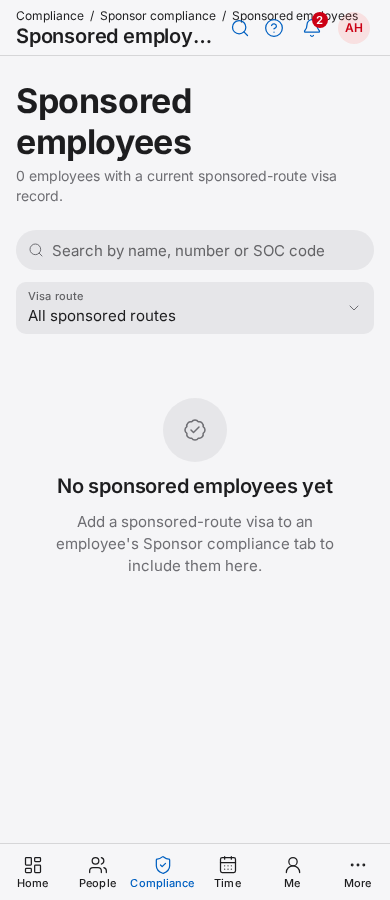 Compliance / Sponsor compliance / Sponsored employees
Sponsored employ...
2
AH
Sponsored
employees
0 employees with a current sponsored-route visa
record.
Search by name, number or SOC code
Visa route
All sponsored routes
No sponsored employees yet
Add a sponsored-route visa to an
employee's Sponsor compliance tab to
include them here.
Home People Compliance Time Me More